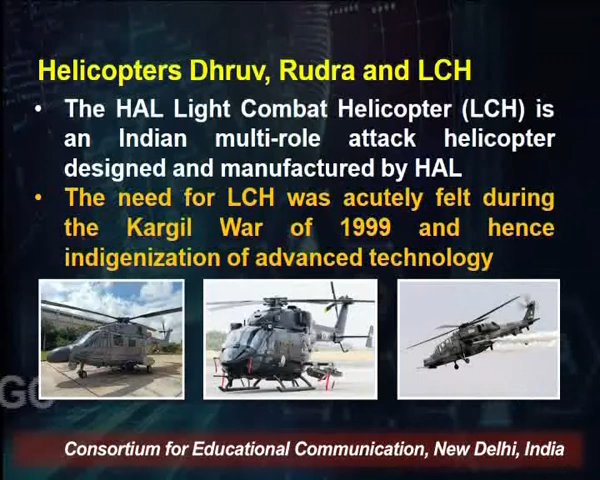 Helicopters Dhruv, Rudra and LCH
• The HAL Light Combat Helicopter (LCH) is
an Indian multi-role attack helicopter
designed and manufactured by HAL
• The need for LCH was acutely felt during
the Kargil War of 1999 and hence
indigenization of advanced technology
GO
Consortium for Educational Communication, New Delhi, India